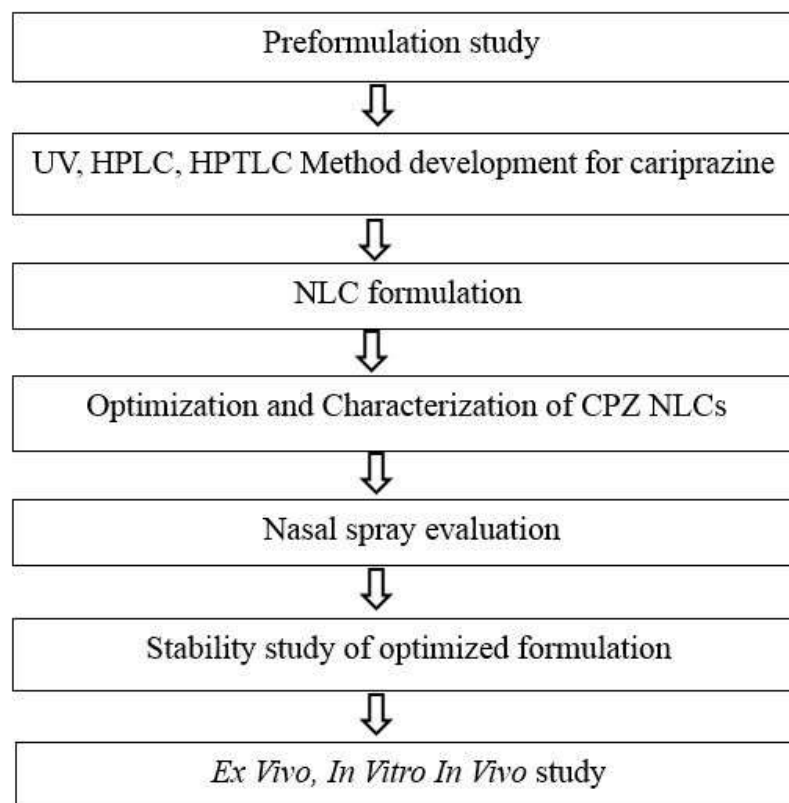 Preformulation study
UV, HPLC, HPTLC Method development for cariprazine
NLC formulation
Optimization and Characterization of CPZ NLCs
Nasal spray evaluation
Stability study of optimized formulation
Ex Vivo, In Vitro In Vivo study